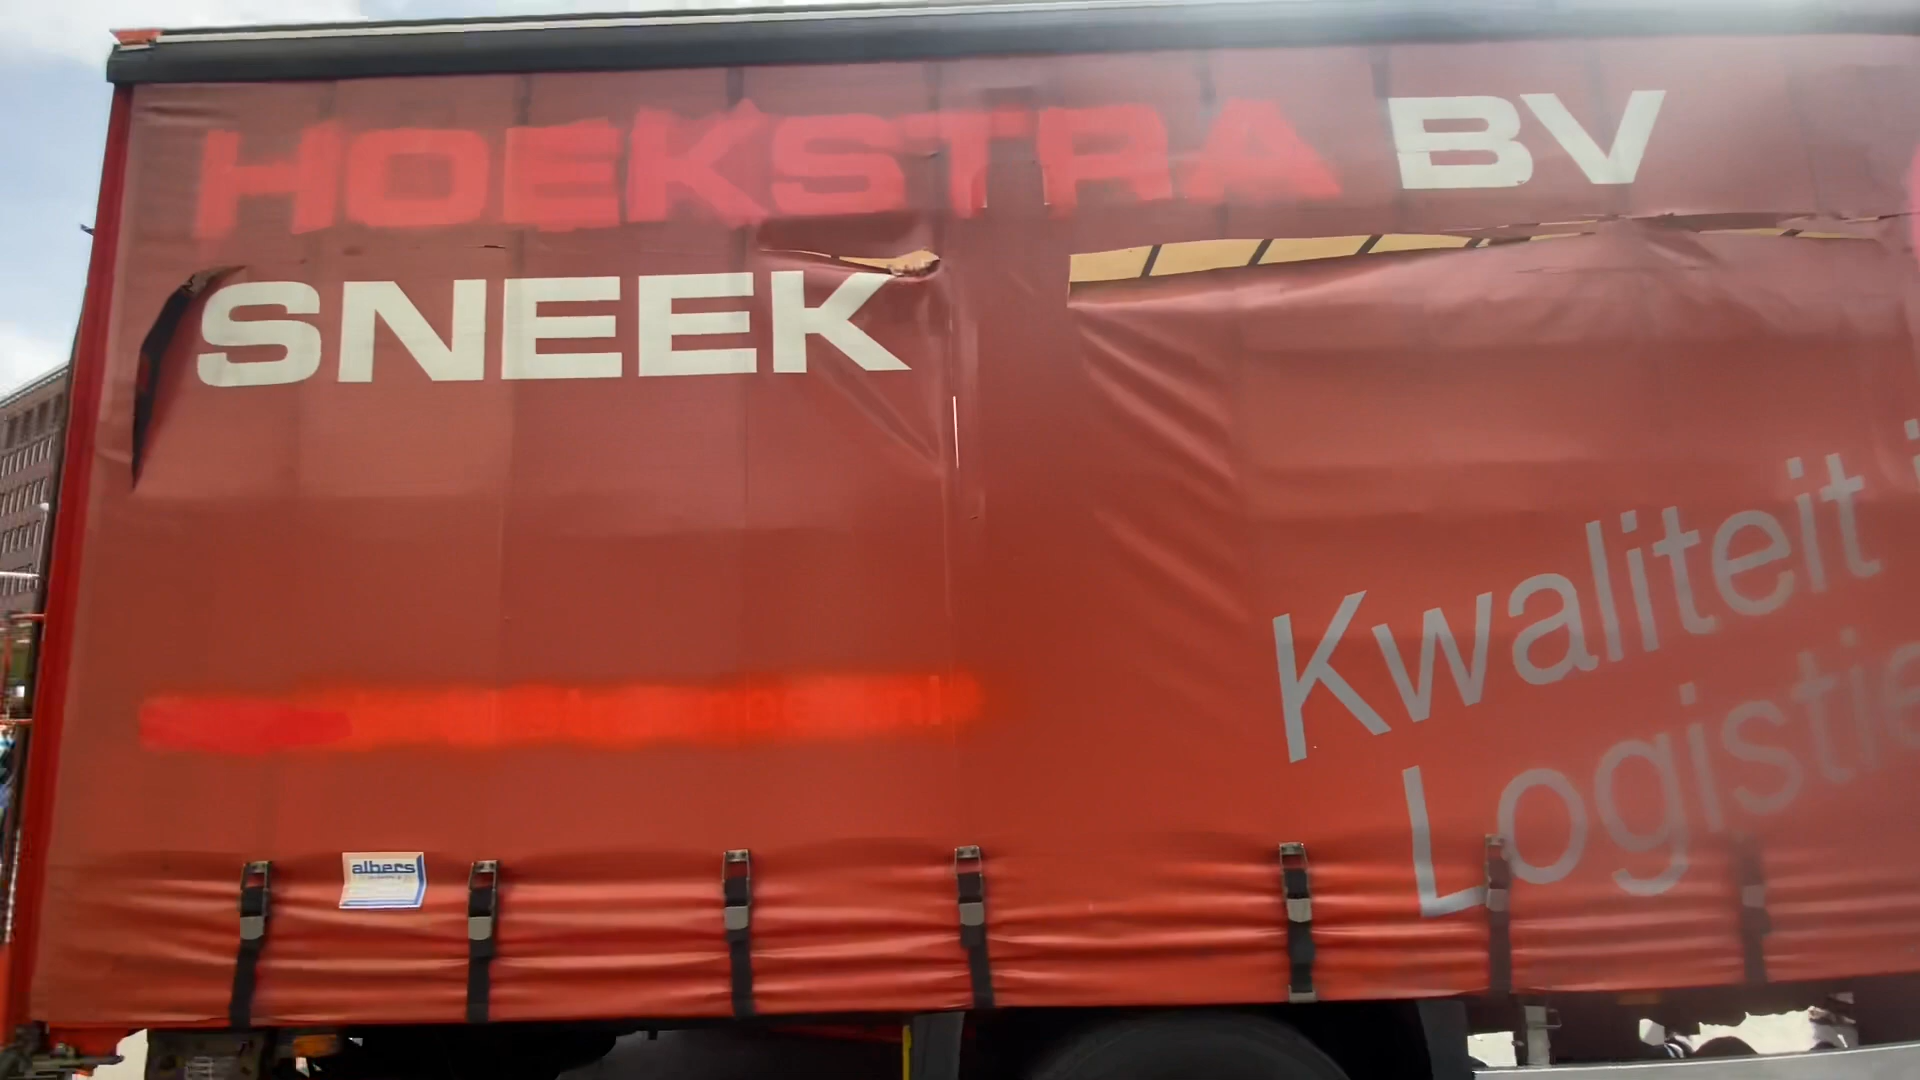 HOEKSTRA BV
SNEEK
Kwaliteit
Logistie
albers